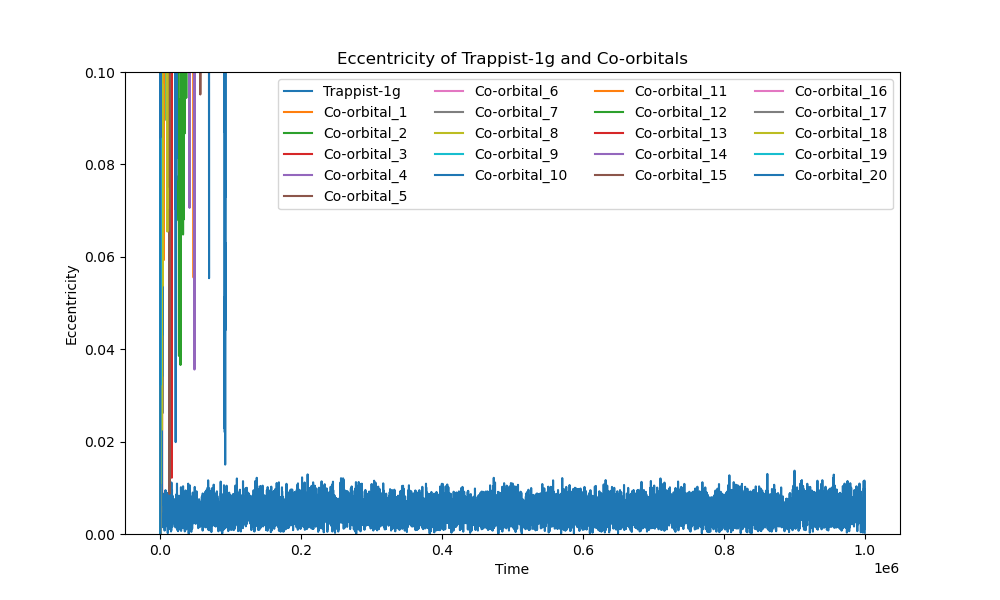 Eccentricity of Trappist-1g and Co-orbitals
Eccentricity
0.10
0.08
0.06
0.04
0.02
0.00
Trappist-1g
Co-orbital_1
Co-orbital_2
Co-orbital_3
Co-orbital_4
Co-orbital_5
Co-orbital_6
Co-orbital_7
Co-orbital_8
Co-orbital_9
Co-orbital_10
Co-orbital_11
Co-orbital_12
Co-orbital_13
Co-orbital_14
Co-orbital_15
Co-orbital_16
Co-orbital_17
Co-orbital_18
Co-orbital_19
Co-orbital_20
0.0
0.2
0.4
0.6
0.8
1.0
1e6
Time